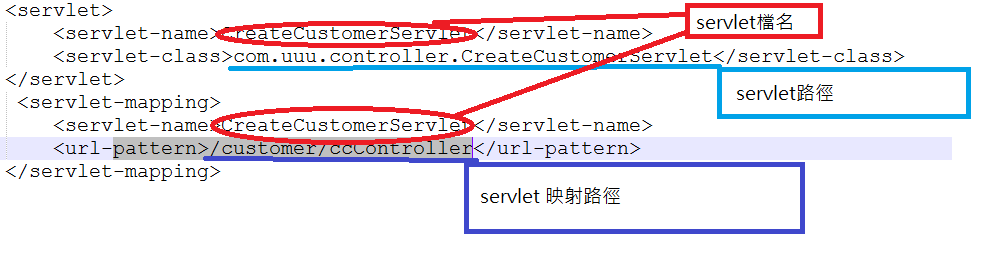 <servlet>
<servlet-name>CreateCustomerServlet</servlet-name>
servlet檔名
<servlet-class>com.uuu.controller.CreateCustomerServlet</servlet-class>
</servlet>
servlet路徑
<servlet-mapping>
<servlet-name>CreateCustomerServlet</servlet-name>
<url-pattern>/customer/ccController</url-pattern>
</servlet-mapping>
servlet 映射路徑